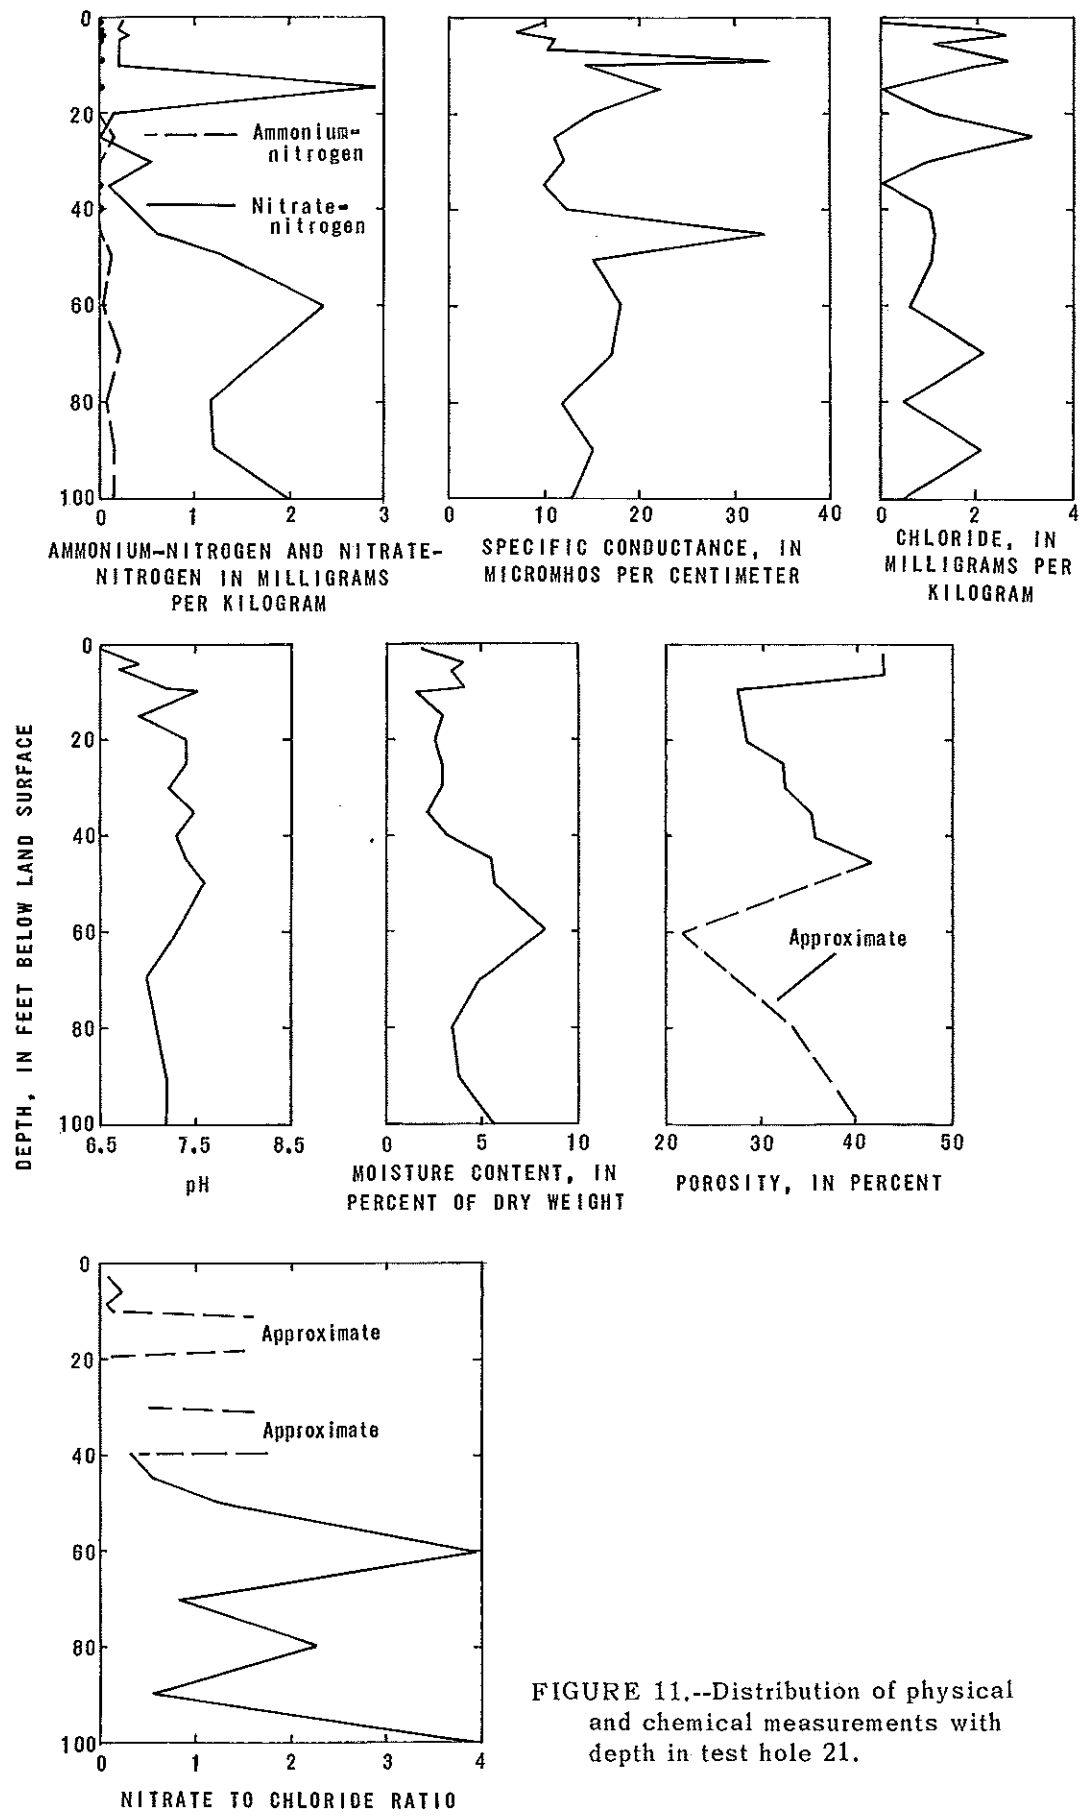 0
20
40
60
80
100
Ammonium-
nitrogen
Nitrate-
nitrogen
0 1 2 3
AMMONIUM-NITROGEN AND NITRATE-
NITROGEN IN MILLIGRAMS
PER KILOGRAM
0 10 20 30 40
SPECIFIC CONDUCTANCE, IN
MICROMHOS PER CENTIMETER
0 2 4
CHLORIDE, IN
MILLIGRAMS PER
KILOGRAM
DEPTH, IN FEET BELOW LAND SURFACE
0
20
40
60
80
100
6.5 7.5 8.5
pH
0 5 10
MOISTURE CONTENT, IN
PERCENT OF DRY WEIGHT
Approximate
20 30 40 50
POROSITY, IN PERCENT
0
20
40
60
80
100
Approximate
Approximate
0 1 2 3 4
NITRATE TO CHLORIDE RATIO
FIGURE 11.--Distribution of physical
and chemical measurements with
depth in test hole 21.